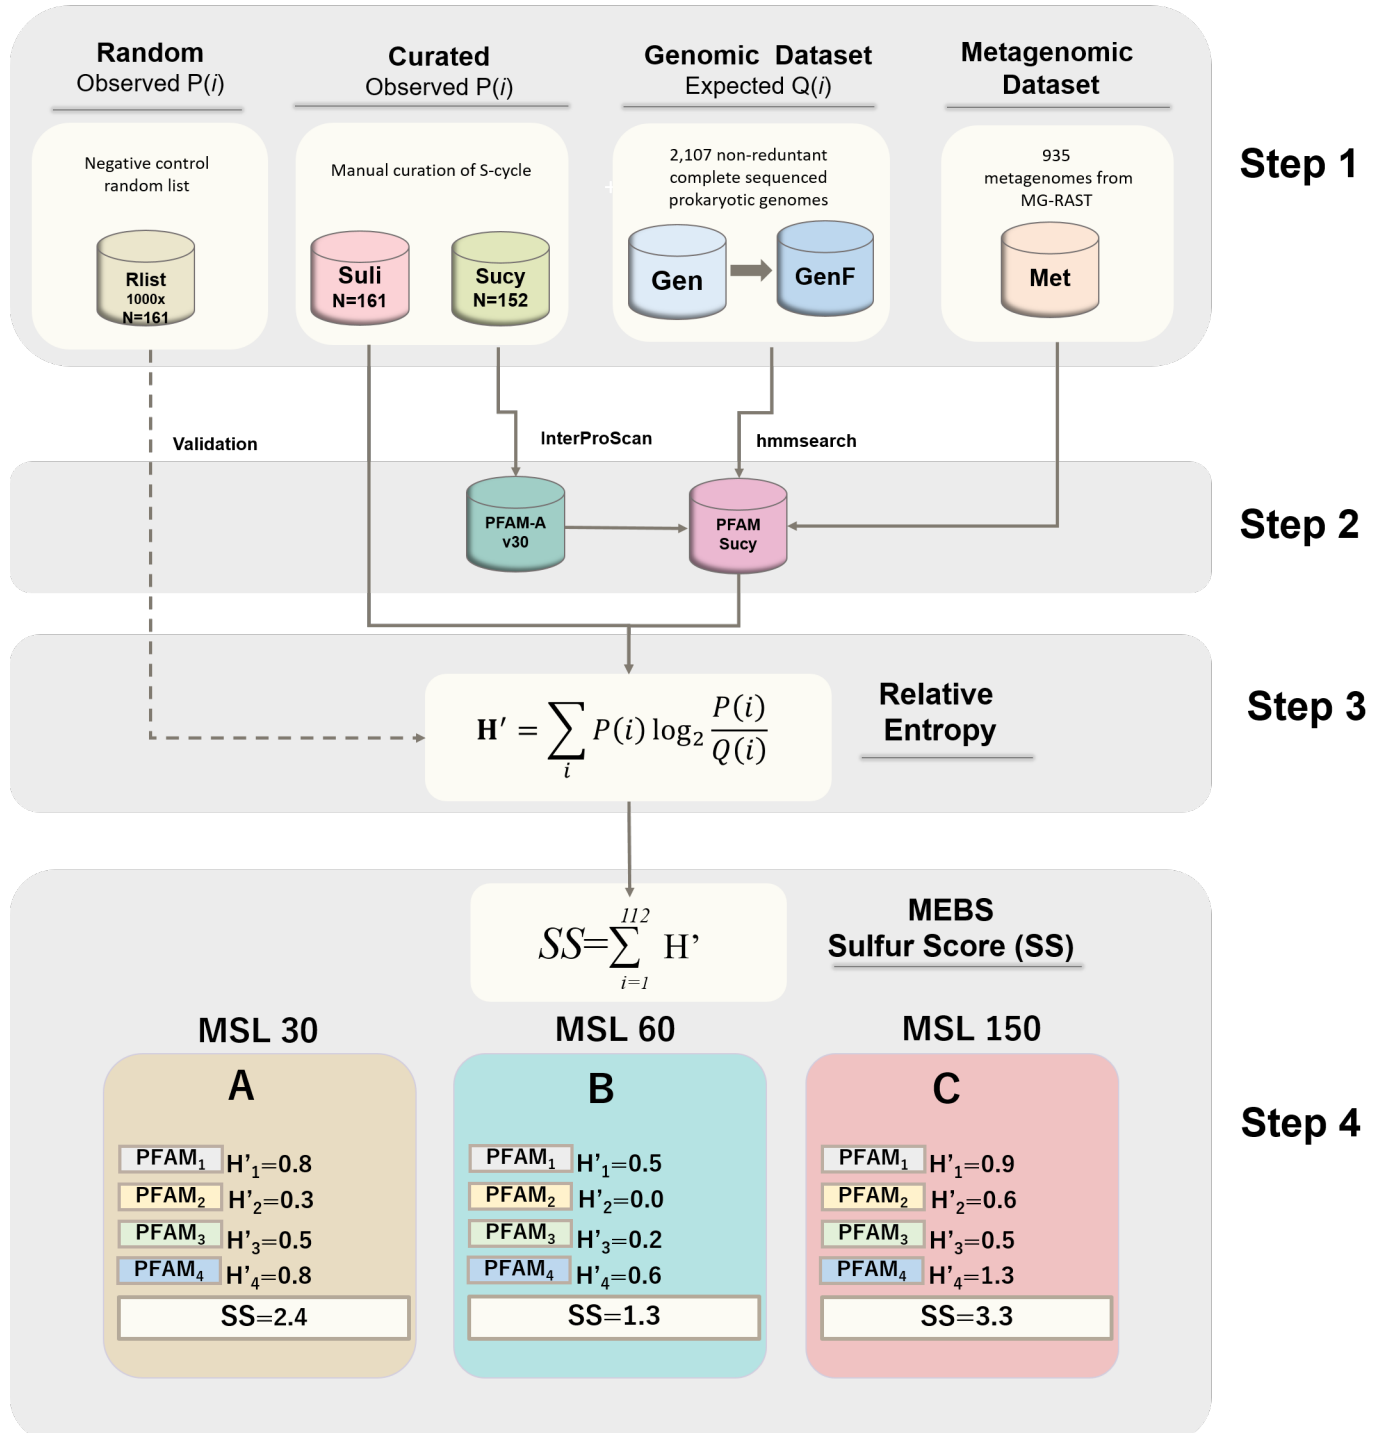 Random
Observed P(i)
Curated
Observed P(i)
Genomic Dataset
Expected Q(i)
Metagenomic
Dataset
Step 1
Negative control
random list
Rlist
1000x
N=161
Manual curation of S-cycle
Suli
N=161
Sucy
N=152
2,107 non-reduntant
complete sequenced
prokaryotic genomes
Gen
GenF
935
metagenomes from
MG-RAST
Met
Validation
InterProScan
hmmsearch
PFAM-A
v30
PFAM
Sucy
Step 2
H′ = ∑i P(i) log₂ P(i)/Q(i)
Relative
Entropy
Step 3
SS=∑ i=1 112 H’
MEBS
Sulfur Score (SS)
Step 4
MSL 30
A
PFAM₁ H’₁=0.8
PFAM₂ H’₂=0.3
PFAM₃ H’₃=0.5
PFAM₄ H’₄=0.8
SS=2.4
MSL 60
B
PFAM₁ H’₁=0.5
PFAM₂ H’₂=0.0
PFAM₃ H’₃=0.2
PFAM₄ H’₄=0.6
SS=1.3
MSL 150
C
PFAM₁ H’₁=0.9
PFAM₂ H’₂=0.6
PFAM₃ H’₃=0.5
PFAM₄ H’₄=1.3
SS=3.3